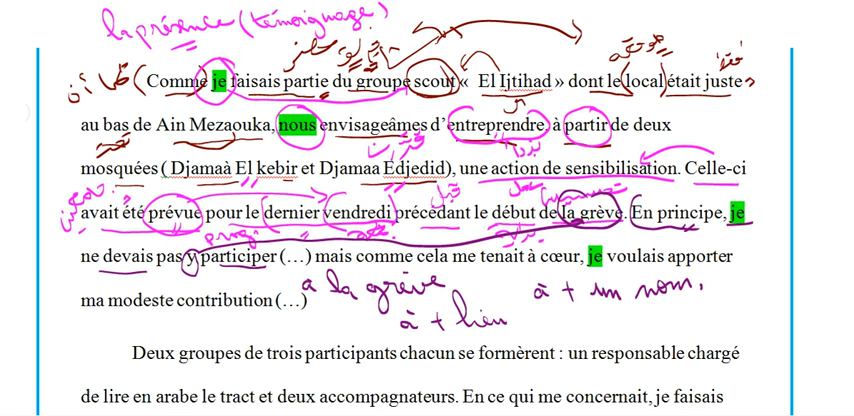 la présence (témoignage)
Comme je faisais partie du groupe scout « El Ijtihad » dont le (local) était juste
au bas de Ain Mezaouka, nous envisageâmes d'entreprendre, à partir de deux
mosquées ( Djamaà El kebir et Djamaa Edjedid), une action de sensibilisation. Celle-ci
avait été prévue pour le dernier vendredi précédant le début de la grève. En principe, je
ne devais pas y participer (…) mais comme cela me tenait à cœur, je voulais apporter
ma modeste contribution (…)
à la grève
à + un nom.
à + lieu
Deux groupes de trois participants chacun se formèrent : un responsable chargé
de lire en arabe le tract et deux accompagnateurs. En ce qui me concernait, je faisais